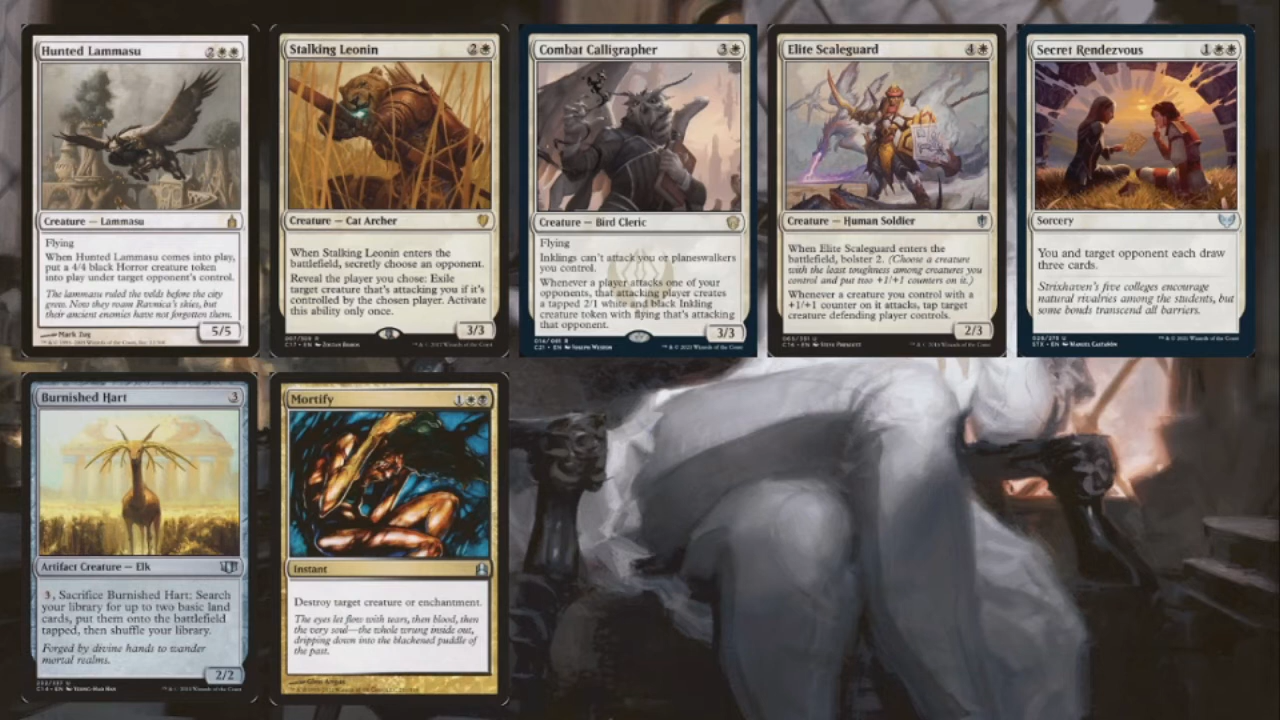 Hunted Lammasu 2
Creature — Lammasu
Flying
When Hunted Lammasu comes into play,
put a 4/4 black Horror creature token
into play under target opponent's control.
The lammasu ruled the velds before the city
grew. Now they roam Ravnica's skies, but
their ancient enemies have not forgotten them.
Mark Zug
5/5
Stalking Leonin 2
Creature — Cat Archer
When Stalking Leonin enters the
battlefield, secretly choose an opponent.
Reveal the player you chose: Exile
target creature that's attacking you if it's
controlled by the chosen player. Activate
this ability only once.
3/3
Combat Calligrapher 3
Creature — Bird Cleric
Flying
Inklings can't attack you or planeswalkers
you control.
Whenever a player attacks one of your
opponents, that attacking player creates
a tapped 2/1 white and black Inkling
creature token with flying that's attacking
that opponent.
3/3
Elite Scaleguard 4
Creature — Human Soldier
When Elite Scaleguard enters the
battlefield, bolster 2. (Choose a creature
with the least toughness among creatures you
control and put two +1/+1 counters on it.)
Whenever a creature you control with a
+1/+1 counter on it attacks, tap target
creature defending player controls.
2/3
Secret Rendezvous 1
Sorcery
You and target opponent each draw
three cards.
Strixhaven's five colleges encourage
natural rivalries among the students, but
some bonds transcend all barriers.
Burnished Hart 3
Artifact Creature — Elk
3, Sacrifice Burnished Hart: Search
your library for up to two basic land
cards, put them onto the battlefield
tapped, then shuffle your library.
Forged by divine hands to wander
mortal realms.
2/2
Mortify 1
Instant
Destroy target creature or enchantment.
The eyes let flow with tears, then blood, then
the very soul—the whole wrung inside out,
dripping down into the blackened puddle of
the past.